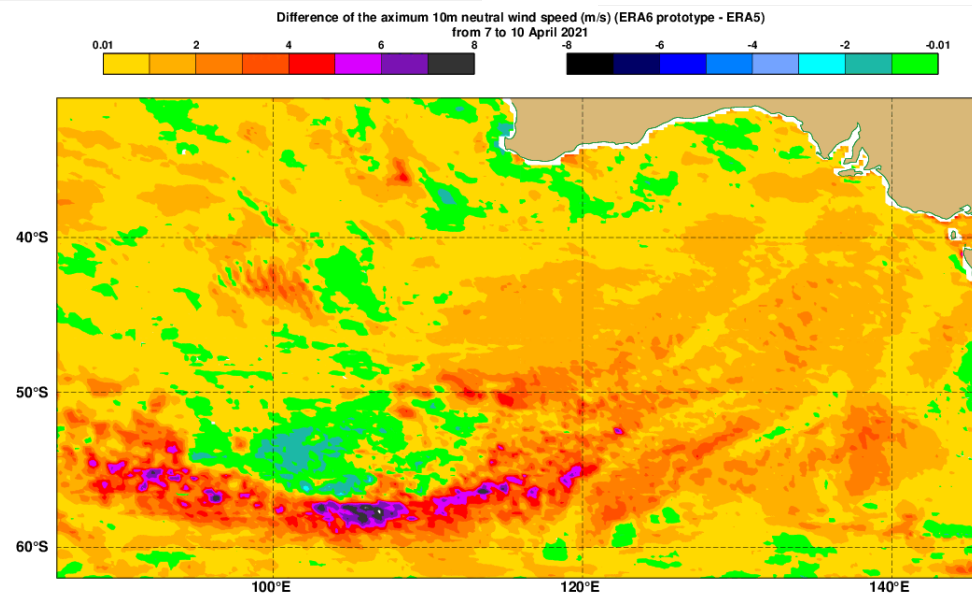 Difference of the aximum 10m neutral wind speed (m/s) (ERA6 prototype - ERA5)
from 7 to 10 April 2021
0.01 2 4 6 8 -8 -6 -4 -2 -0.01
40°S
50°S
60°S
100°E 120°E 140°E